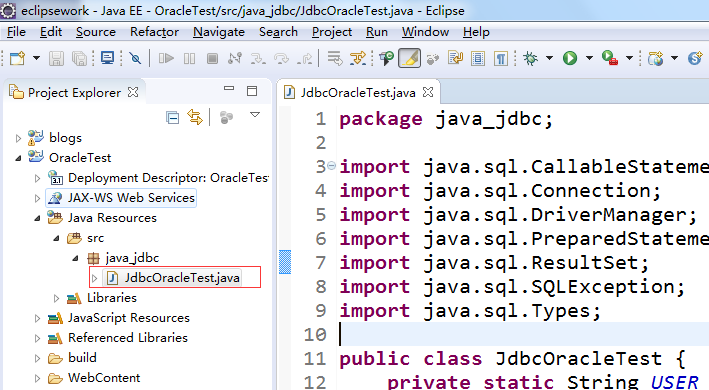 eclipsework - Java EE - OracleTest/src/java_jdbc/JdbcOracleTest.java - Eclipse
File Edit Source Refactor Navigate Search Project Run Window Help
Project Explorer
JdbcOracleTest.java
blogs
OracleTest
Deployment Descriptor: OracleTest
JAX-WS Web Services
Java Resources
src
java_jdbc
JdbcOracleTest.java
Libraries
JavaScript Resources
Referenced Libraries
build
WebContent
1 package java_jdbc;
2
3 import java.sql.CallableStateme
4 import java.sql.Connection;
5 import java.sql.DriverManager;
6 import java.sql.PreparedStateme
7 import java.sql.ResultSet;
8 import java.sql.SQLException;
9 import java.sql.Types;
10
11 public class JdbcOracleTest {
12 private static String USER